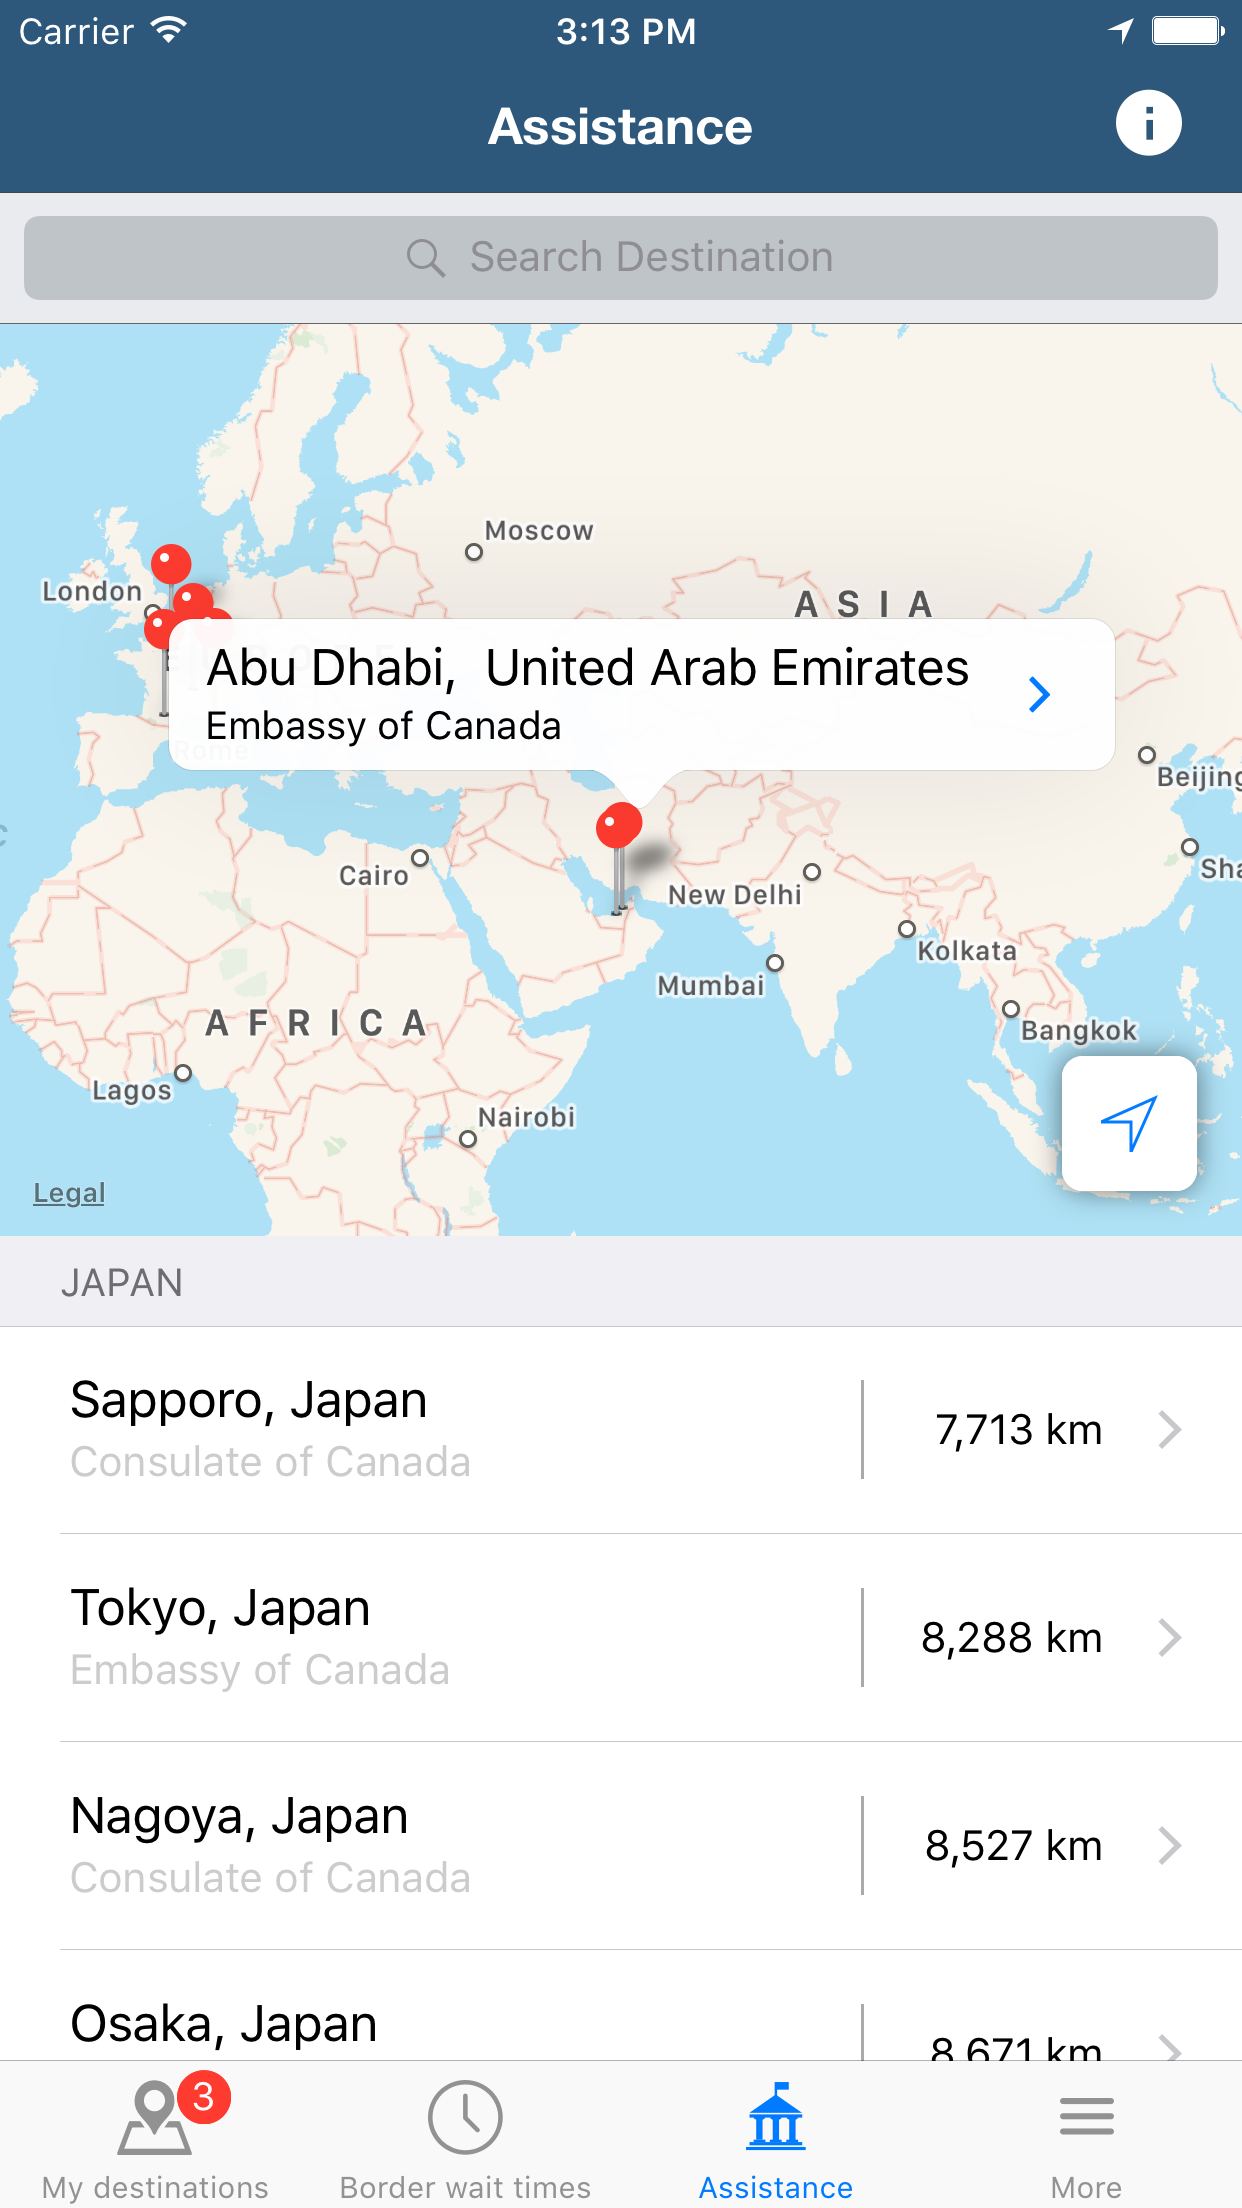 Carrier 3:13 PM
Assistance
Search Destination
Moscow
London
ASIA
Abu Dhabi,  United Arab Emirates
Embassy of Canada
Rome
Beijing
Cairo
New Delhi
Kolkata
Mumbai
AFRICA
Bangkok
Lagos
Nairobi
Legal
JAPAN
Sapporo, Japan
Consulate of Canada
7,713 km
Tokyo, Japan
Embassy of Canada
8,288 km
Nagoya, Japan
Consulate of Canada
8,527 km
Osaka, Japan
8,671 km
3
My destinations
Border wait times
Assistance
More